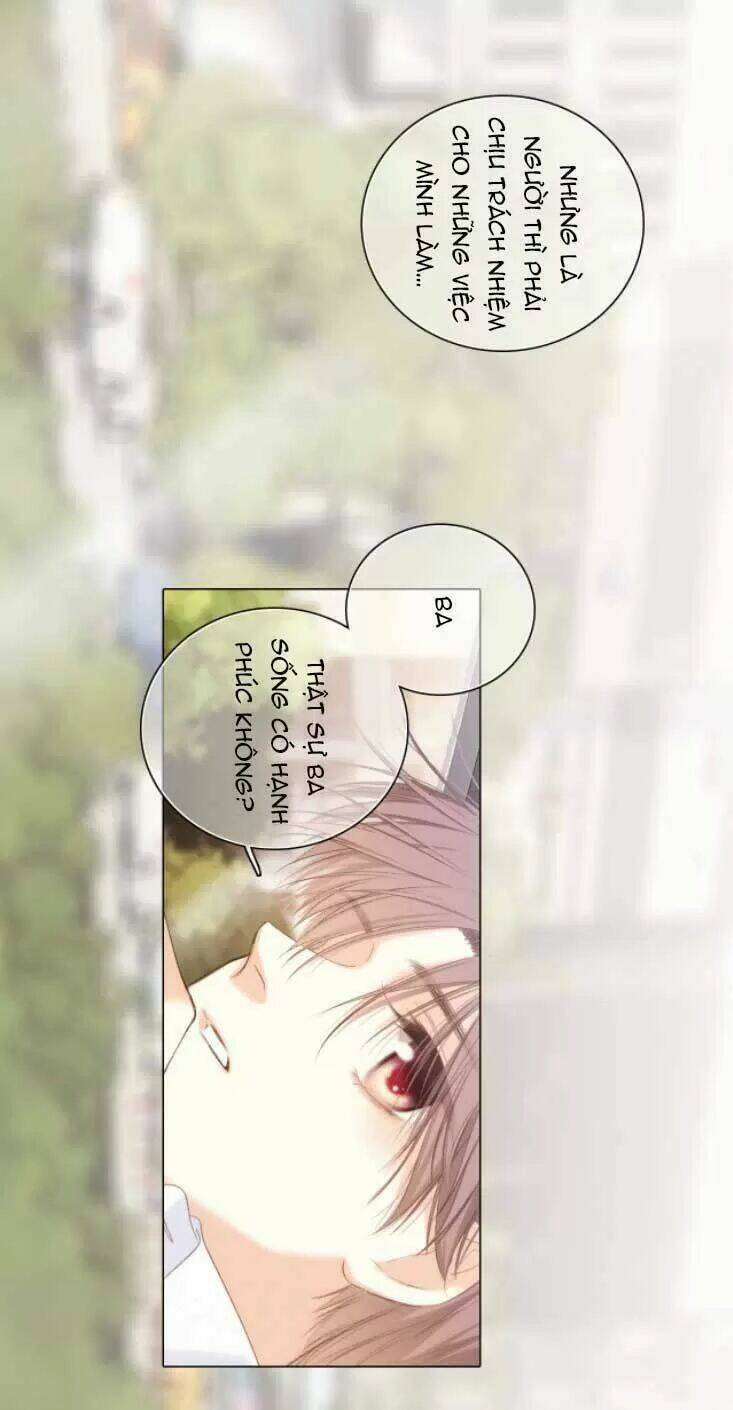 NHƯNG LÀ
NGƯỜI THÌ PHẢI
CHỊU TRÁCH NHIỆM
CHO NHỮNG VIỆC
MÌNH LÀM...
BA
THẬT SỰ BA
SỐNG CÓ HẠNH
PHÚC KHÔNG?